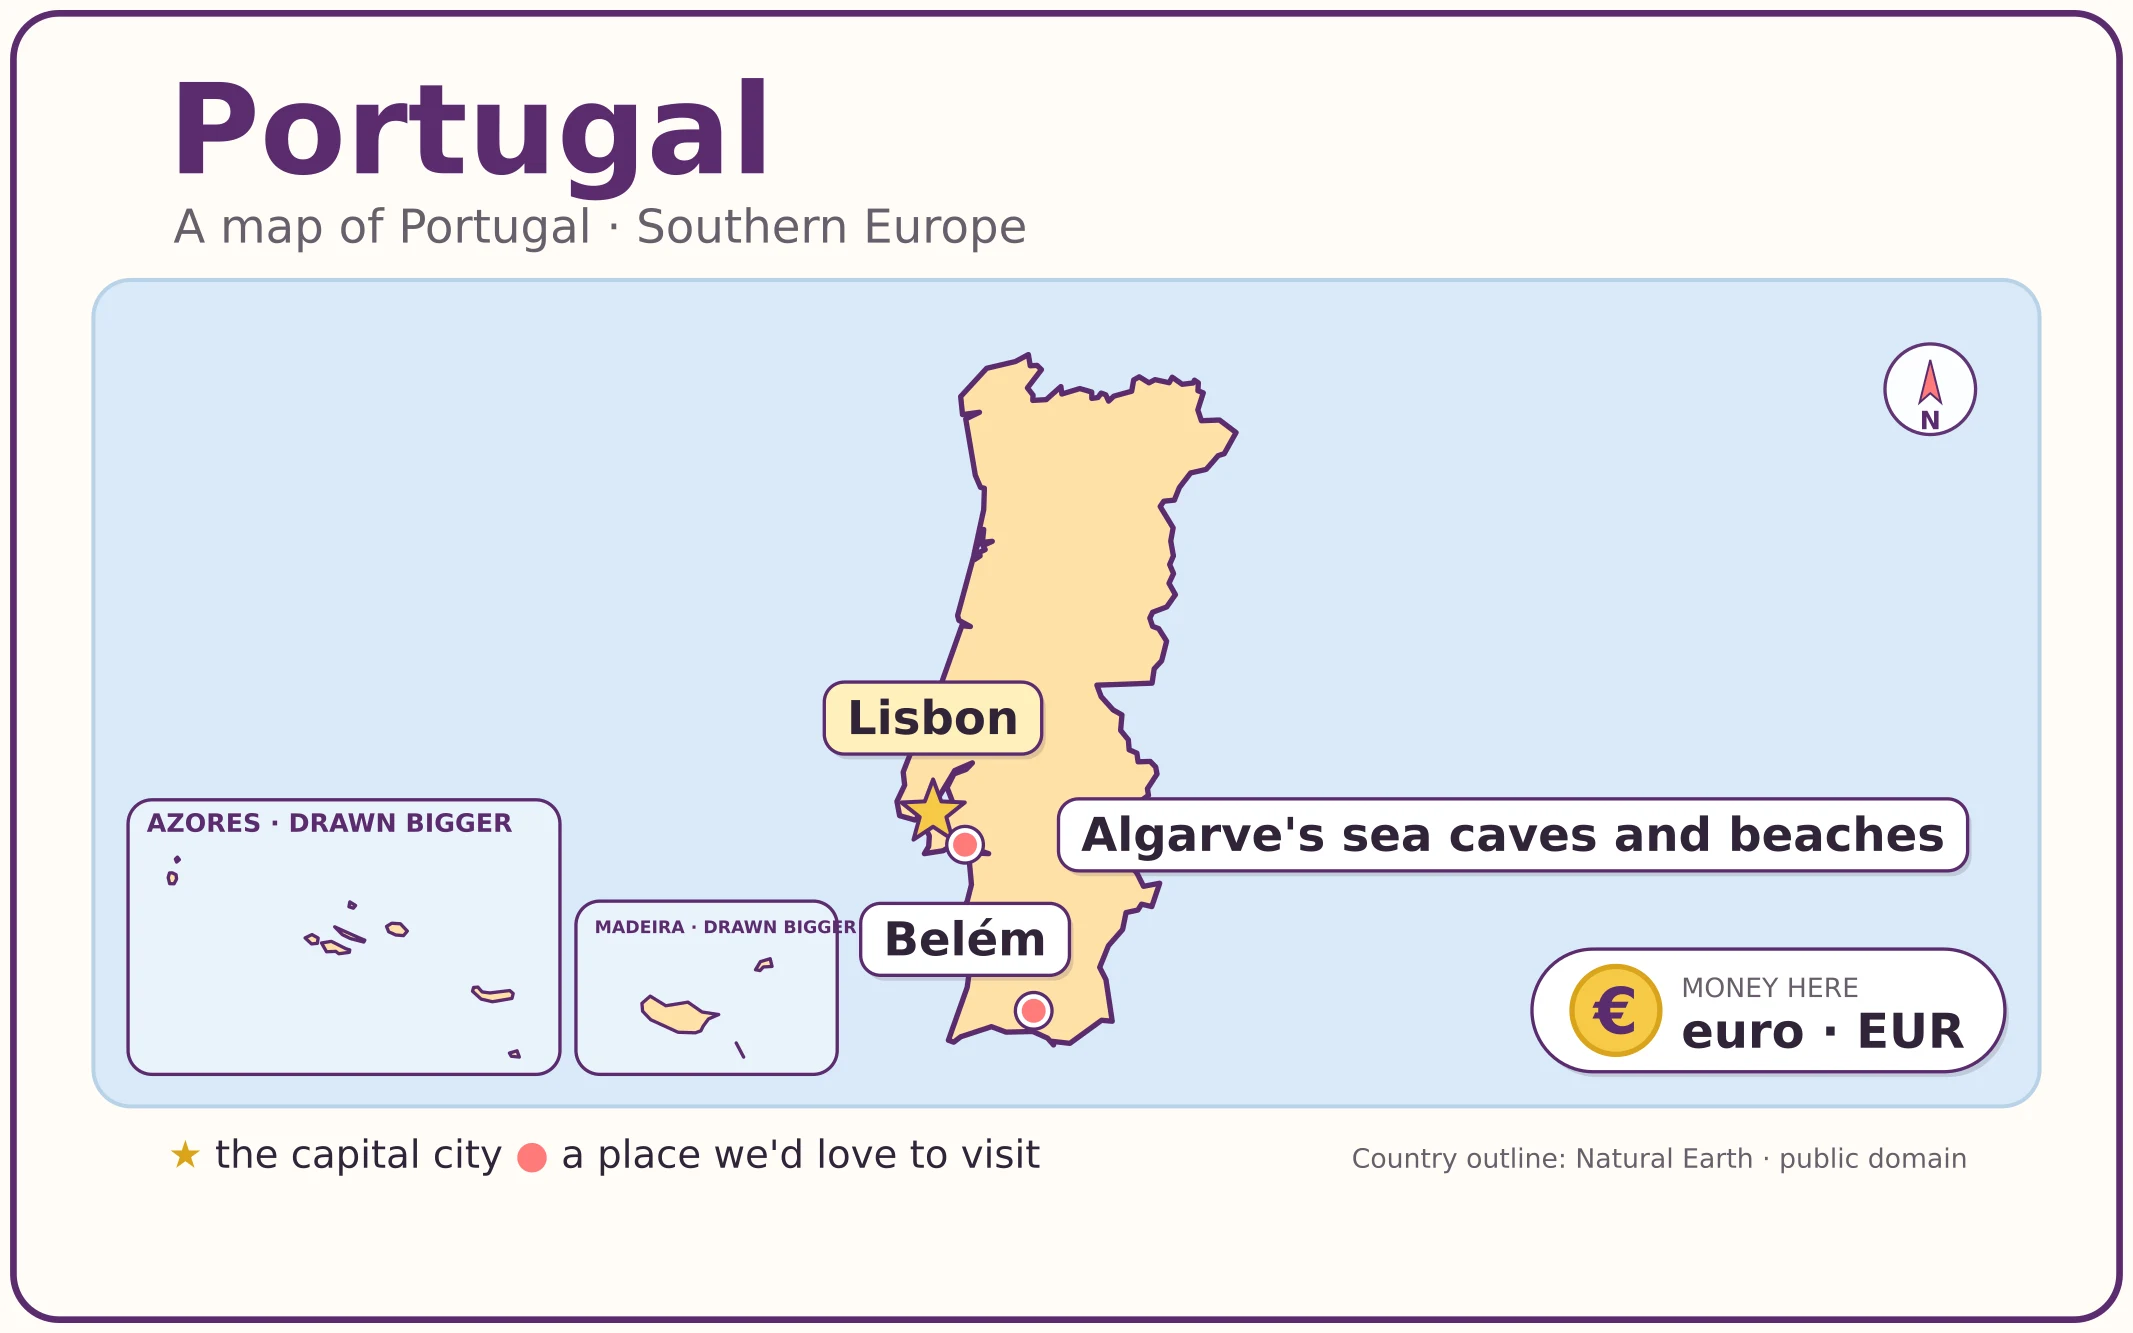 Portugal
A map of Portugal · Southern Europe
N
Lisbon
AZORES · DRAWN BIGGER
Algarve's sea caves and beaches
MADEIRA · DRAWN BIGGER
Belém
€
MONEY HERE
euro · EUR
★ the capital city ● a place we'd love to visit
Country outline: Natural Earth · public domain